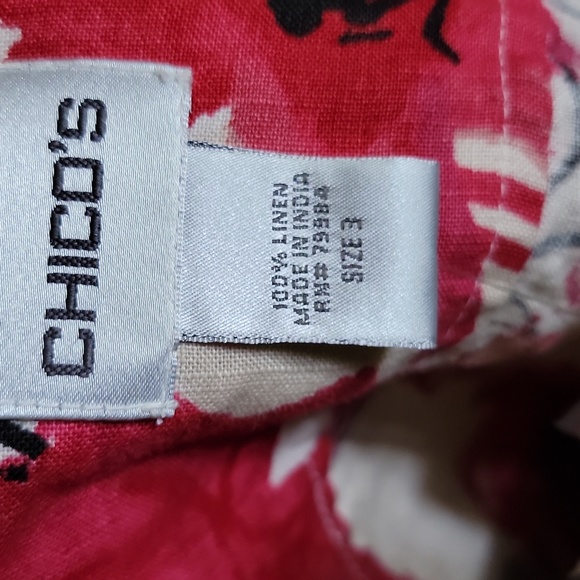 CHICO'S
100% LINEN
MADE IN INDIA
RN# 79984
SIZE 3